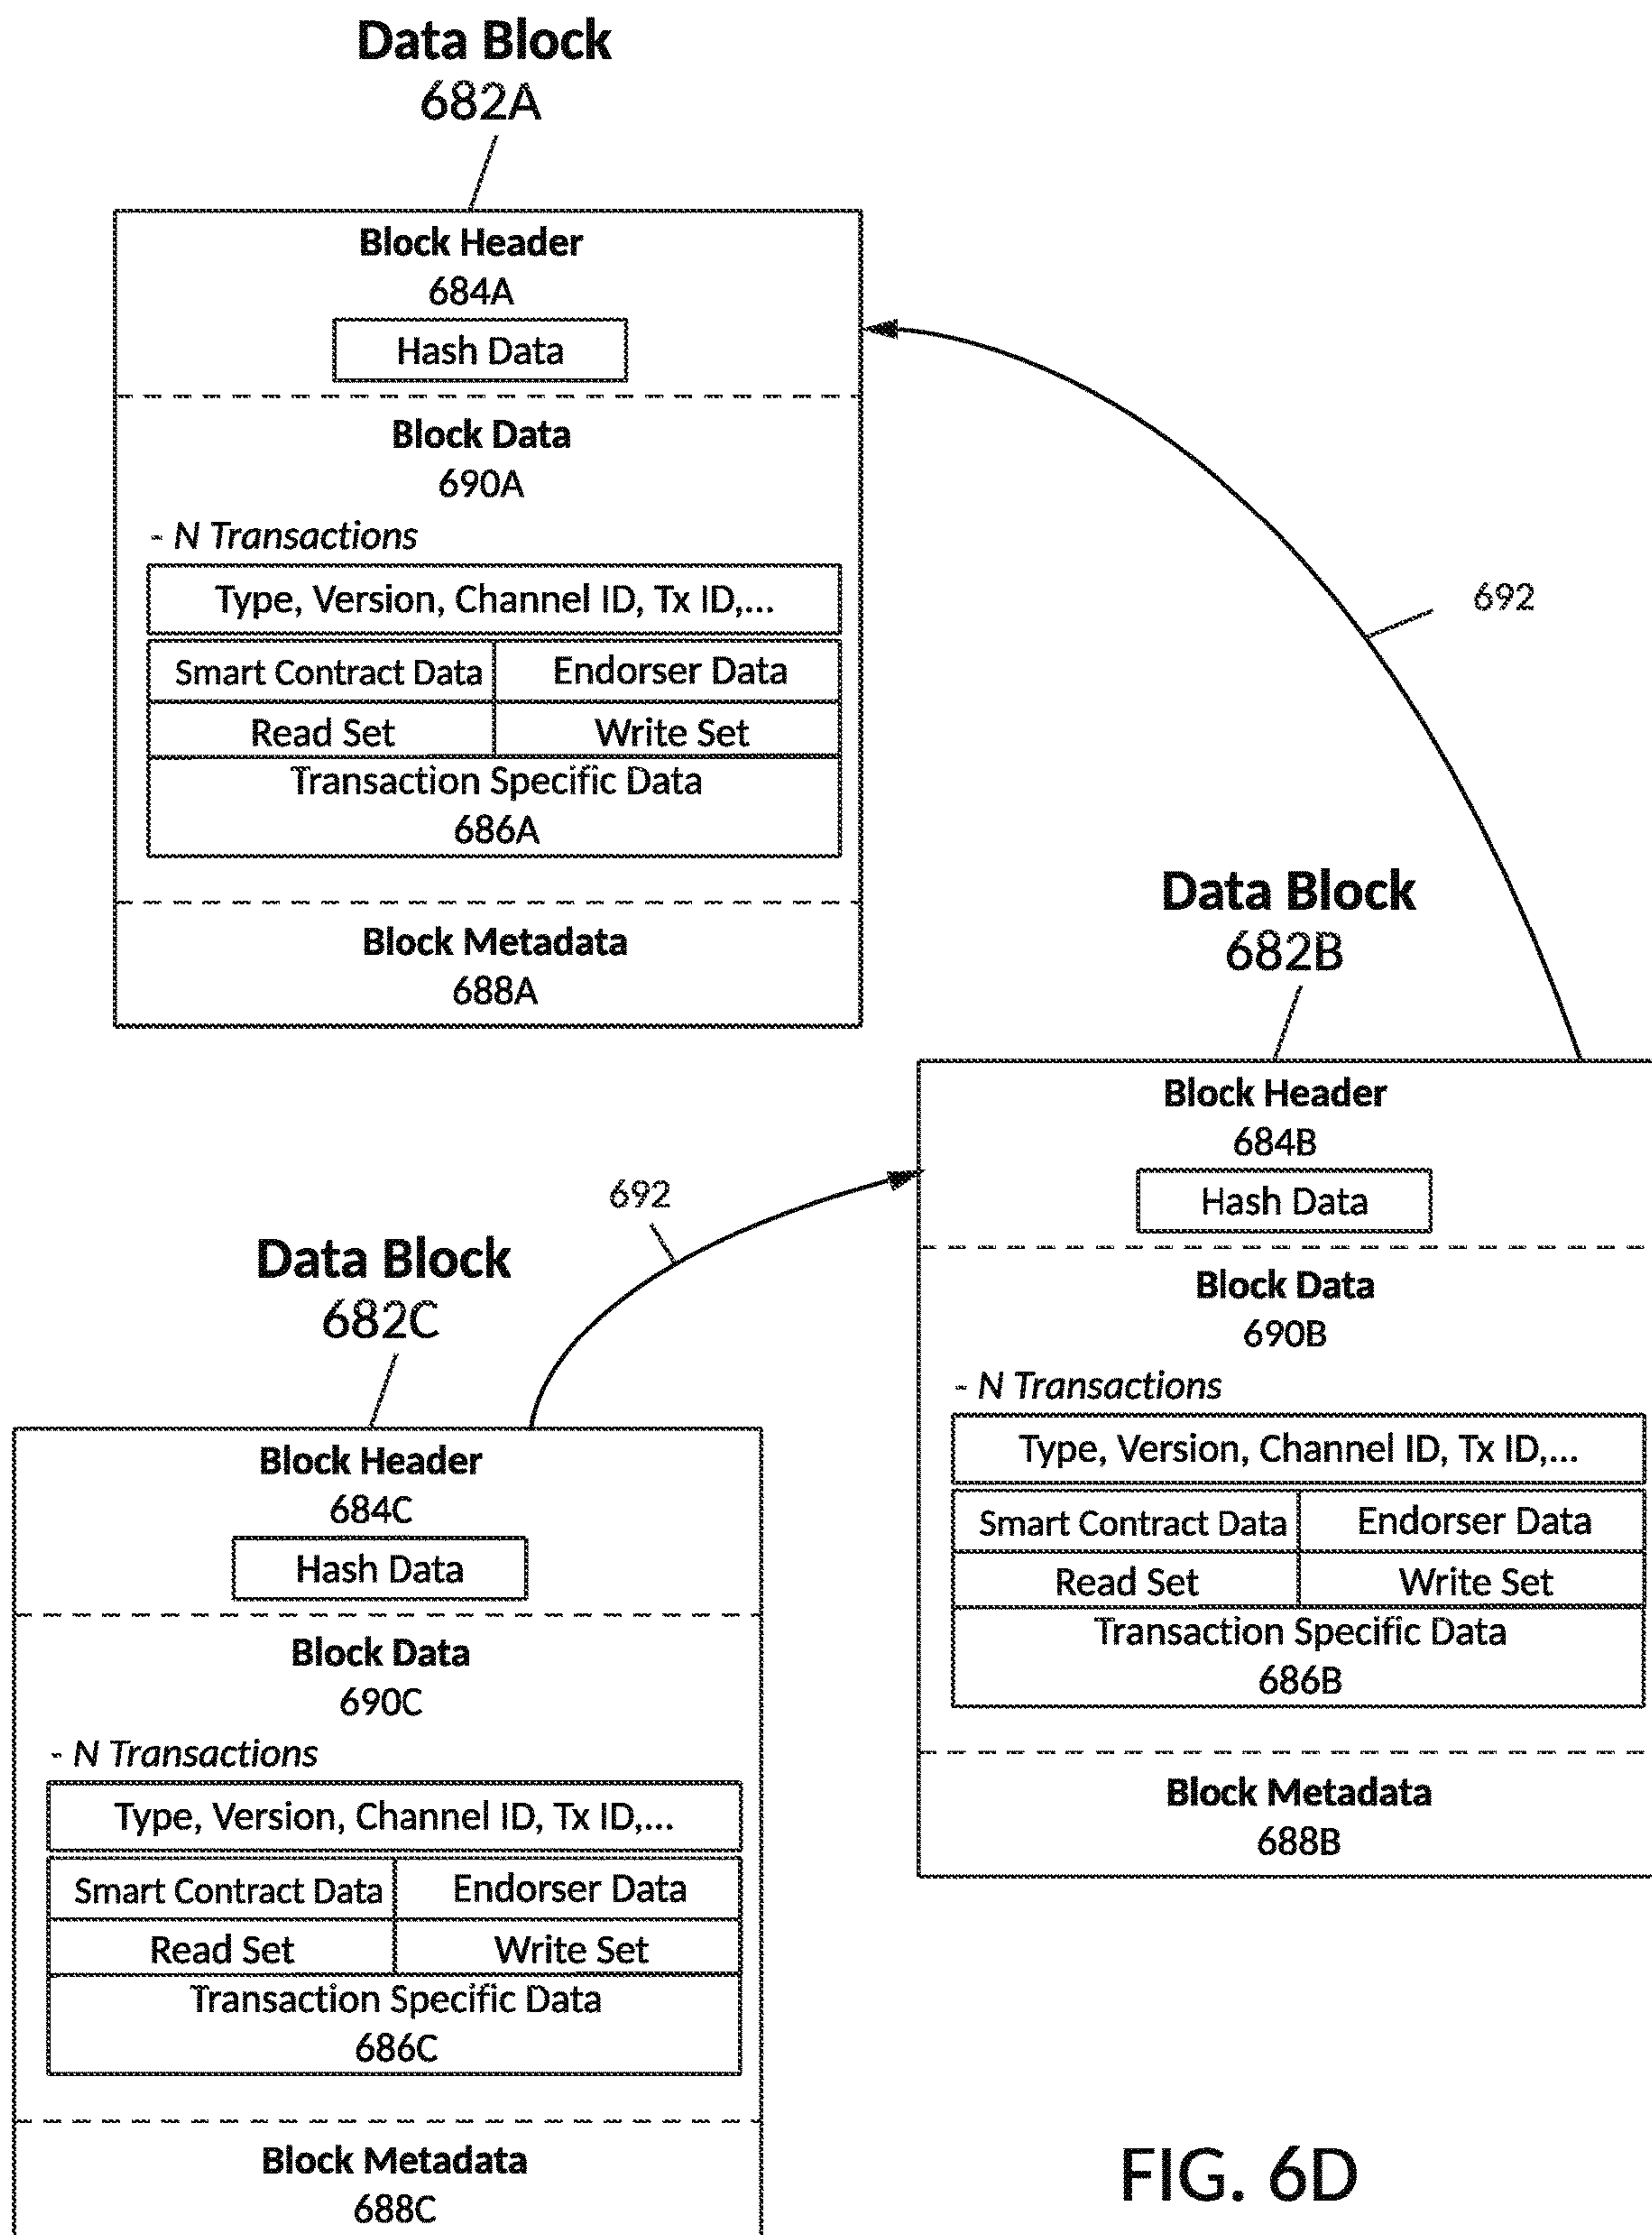 Data Block
682A
Block Header
684A
Hash Data
Block Data
690A
- N Transactions
Type, Version, Channel ID, Tx ID,...
Smart Contract Data
Endorser Data
Read Set
Write Set
Transaction Specific Data
686A
Block Metadata
688A
692
Data Block
682B
Block Header
684B
Hash Data
Block Data
690B
- N Transactions
Type, Version, Channel ID, Tx ID,...
Smart Contract Data
Endorser Data
Read Set
Write Set
Transaction Specific Data
686B
Block Metadata
688B
692
Data Block
682C
Block Header
684C
Hash Data
Block Data
690C
- N Transactions
Type, Version, Channel ID, Tx ID,...
Smart Contract Data
Endorser Data
Read Set
Write Set
Transaction Specific Data
686C
Block Metadata
688C
FIG. 6D